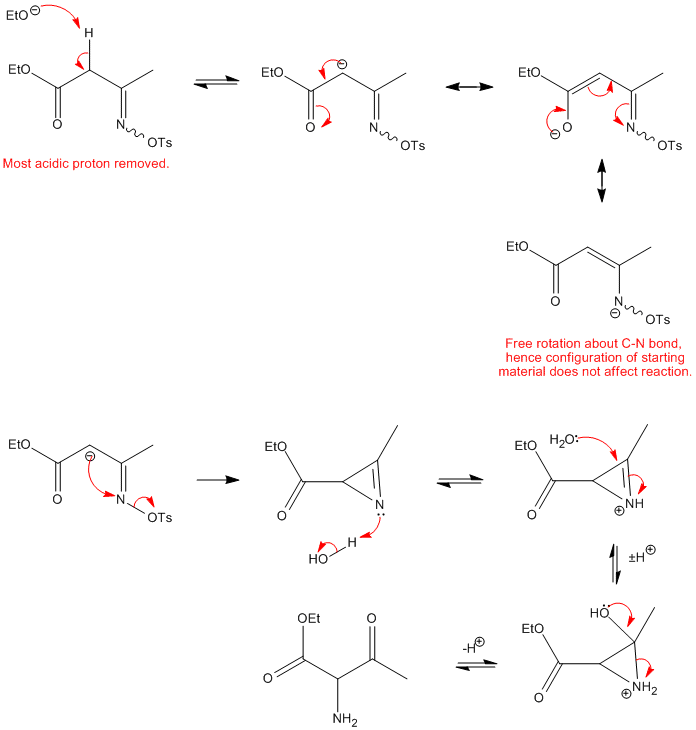 EtO⊖
H
EtO
O
N
OTs
Most acidic proton removed.
EtO
⊖
O
N
OTs
EtO
O
⊖
N
OTs
EtO
O
N
⊖
OTs
Free rotation about C-N bond,
hence configuration of starting
material does not affect reaction.
EtO
⊖
O
N
OTs
EtO
O
N
H
HO
H₂O:
EtO
O
NH
⊕
±H⊕
HO
EtO
O
NH₂
⊕
-H⊕
OEt
O
O
NH₂